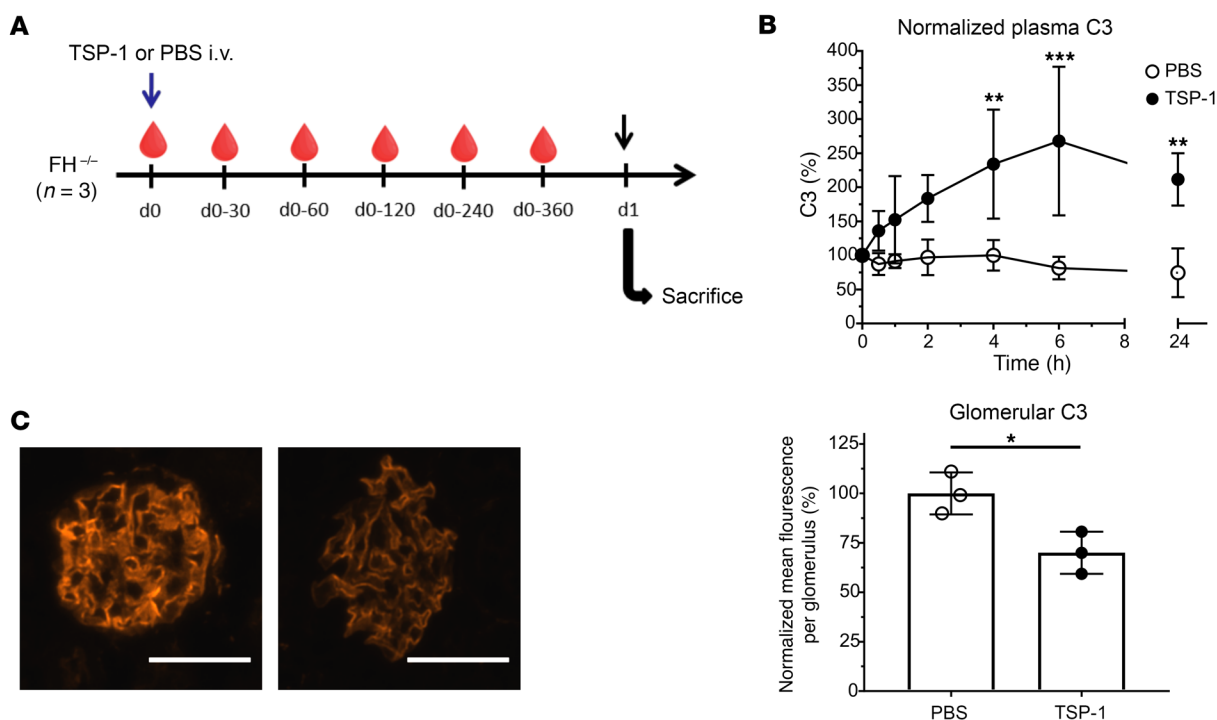 A
TSP-1 or PBS i.v.
FH –/–
(n = 3)
d0 d0-30 d0-60 d0-120 d0-240 d0-360 d1
Sacrifice
B
Normalized plasma C3
C3 (%)
400
350
300
250
200
150
100
50
0
** *** **
PBS
TSP-1
0 2 4 6 8 24
Time (h)
C
Glomerular C3
Normalized mean flourescence
per glomerulus (%)
125
100
75
50
25
0
*
PBS TSP-1